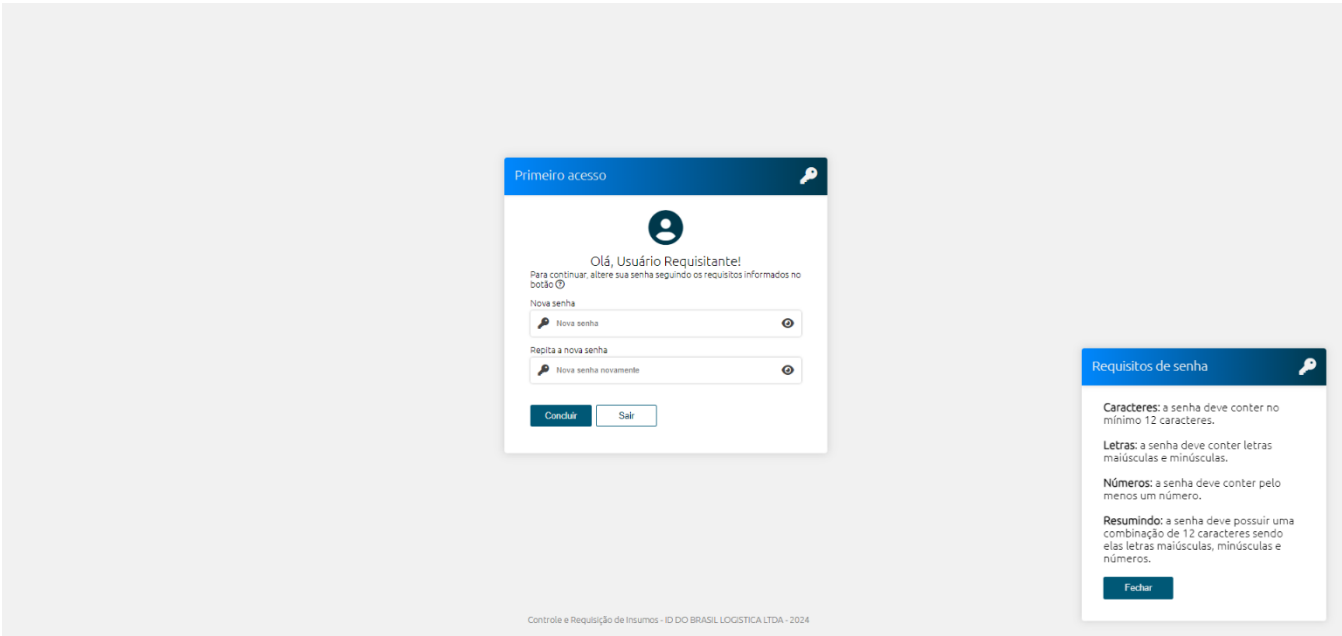 Primeiro acesso
Olá, Usuário Requisitante!
Para continuar, altere sua senha seguindo os requisitos informados no
botão ?
Nova senha
Nova senha
Repita a nova senha
Nova senha novamente
Concluir
Sair
Requisitos de senha
Caracteres: a senha deve conter no
mínimo 12 caracteres.
Letras: a senha deve conter letras
maiúsculas e minúsculas.
Números: a senha deve conter pelo
menos um número.
Resumindo: a senha deve possuir uma
combinação de 12 caracteres sendo
elas letras maiúsculas, minúsculas e
números.
Fechar
Controle e Requisição de Insumos - ID DO BRASIL LOGISTICA LTDA - 2024